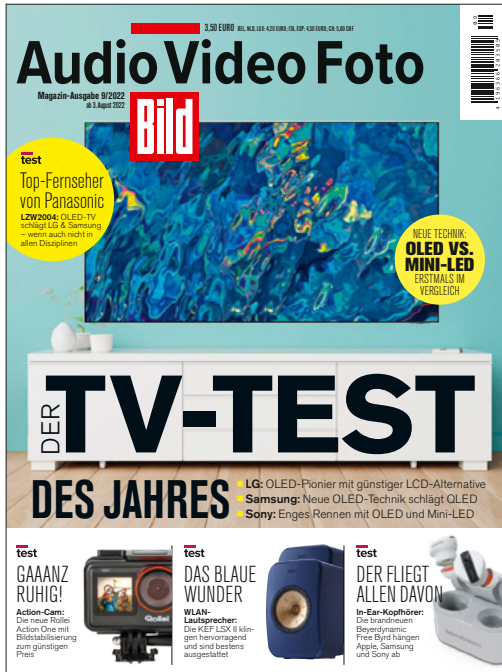 3,50 EURO BEL, NLD, LUX: 4,20 EURO; ITA, ESP: 4,50 EURO; CH: 5,60 CHF
Audio Video Foto
Magazin-Ausgabe 9/2022
ab 3. August 2022
Bild
09
test
Top-Fernseher
von Panasonic
LZW2004: OLED-TV
schlägt LG & Samsung
– wenn auch nicht in
allen Disziplinen
NEUE TECHNIK:
OLED VS.
MINI-LED
ERSTMALS IM
VERGLEICH
DER TV-TEST
DES JAHRES
LG: OLED-Pionier mit günstiger LCD-Alternative
Samsung: Neue OLED-Technik schlägt QLED
Sony: Enges Rennen mit OLED und Mini-LED
test
GAAANZ
RUHIG!
Action-Cam:
Die neue Rollei
Action One mit
Bildstabilisierung
zum günstigen
Preis
Rollei
test
DAS BLAUE
WUNDER
WLAN-
Lautsprecher:
Die KEF LSX II klin-
gen hervorragend
und sind bestens
ausgestattet
test
DER FLIEGT
ALLEN DAVON
In-Ear-Kopfhörer:
Die brandneuen
Beyerdynamic
Free Byrd hängen
Apple, Samsung
und Sony ab